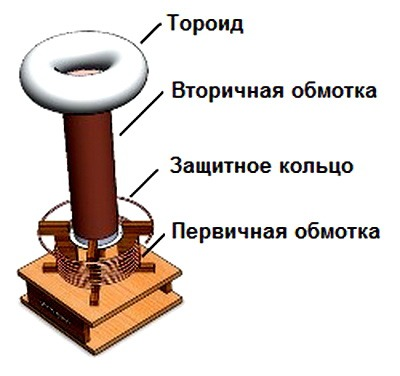 Тороид
Вторичная обмотка
Защитное кольцо
Первичная обмотка